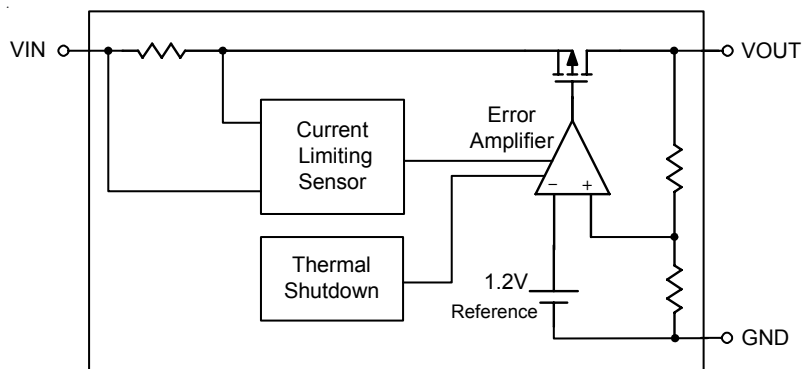 VIN
VOUT
Error
Amplifier
Current
Limiting
Sensor
− +
Thermal
Shutdown
1.2V
Reference
GND